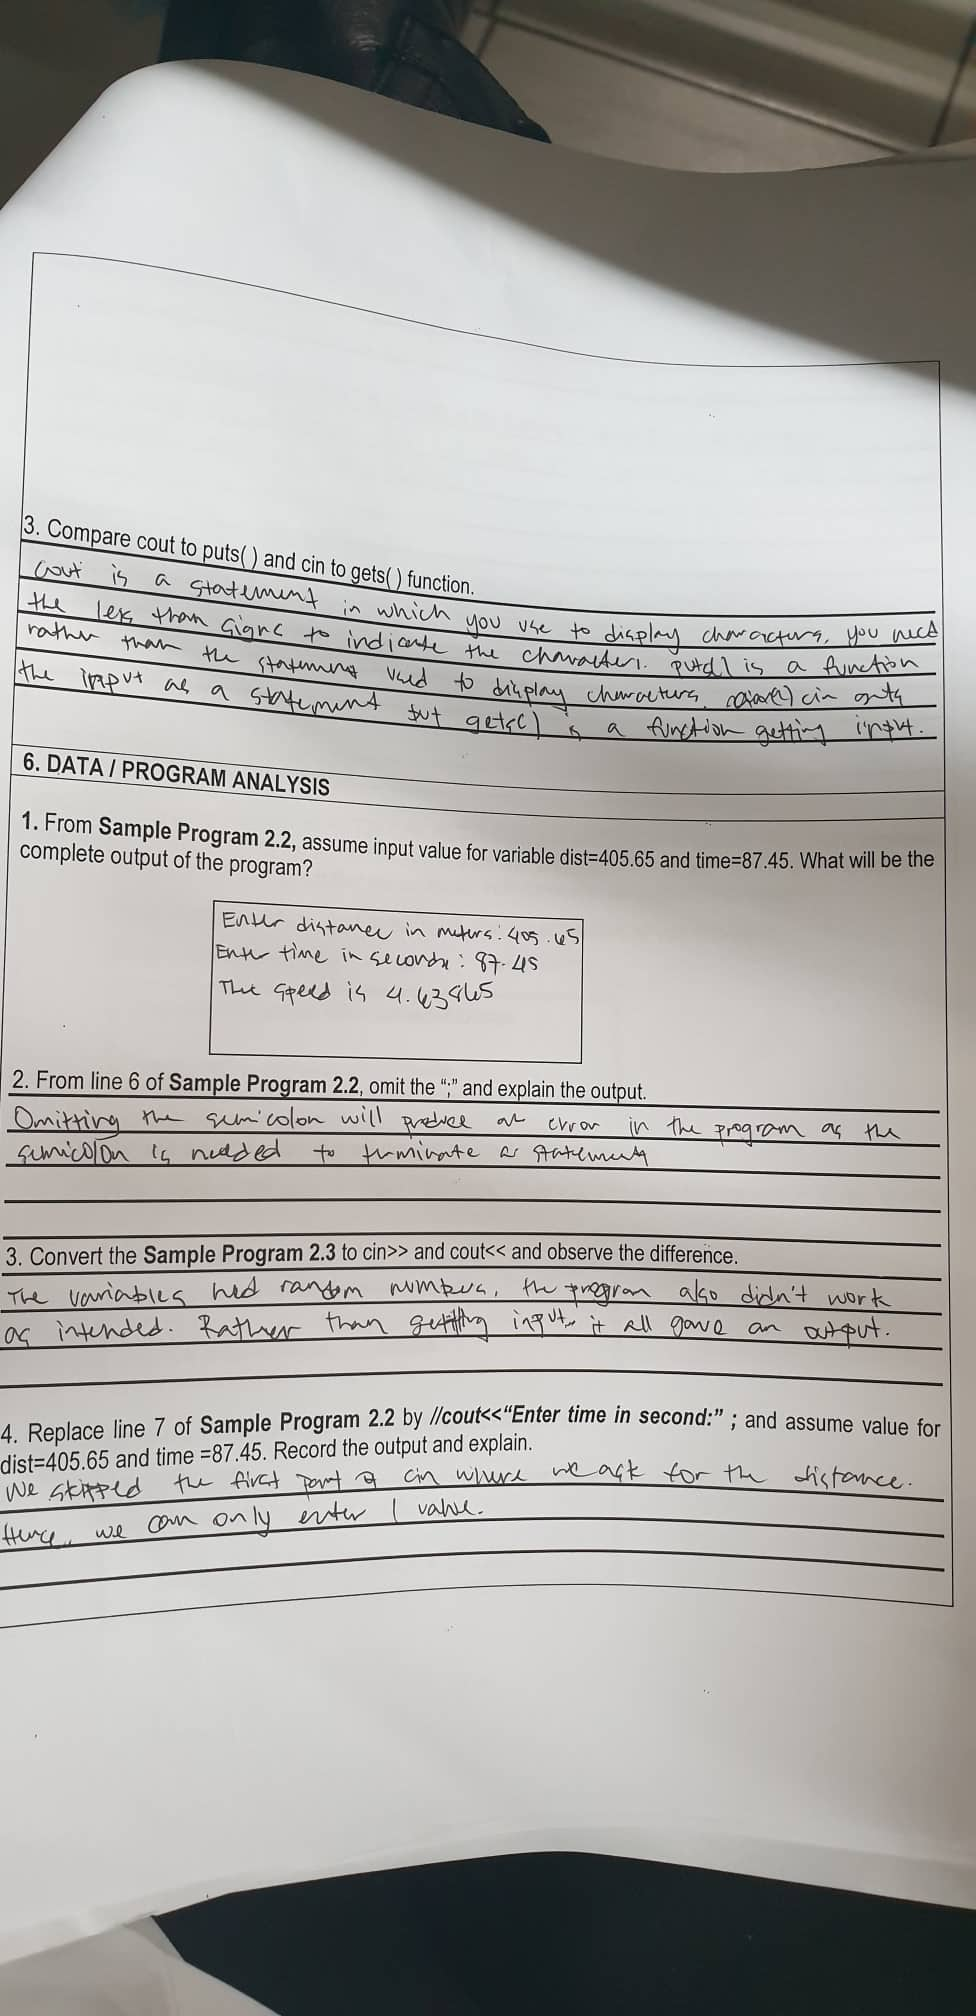 3. Compare cout to puts( ) and cin to gets( ) function.
Cout is a statement in which you use to display characters, you need
the less than signs to indicate the characters. puts() is a function
rather than the statement used to display characters. cin gets
the input as a statement but gets() is a function getting input.
6. DATA / PROGRAM ANALYSIS
1. From Sample Program 2.2, assume input value for variable dist=405.65 and time=87.45. What will be the
complete output of the program?
Enter distance in meters: 405.65
Enter time in seconds: 87.45
The speed is 4.63865
2. From line 6 of Sample Program 2.2, omit the “;” and explain the output.
Omitting the semicolon will produce an error in the program as the
semicolon is needed to terminate a statement
3. Convert the Sample Program 2.3 to cin>> and cout<< and observe the difference.
The variables had random numbers, the program also didn't work
as intended. Rather than getting input, it all gave an output.
4. Replace line 7 of Sample Program 2.2 by //cout<<“Enter time in second:” ; and assume value for
dist=405.65 and time =87.45. Record the output and explain.
We skipped the first part of cin where we ask for the distance.
Hence, we can only enter 1 value.